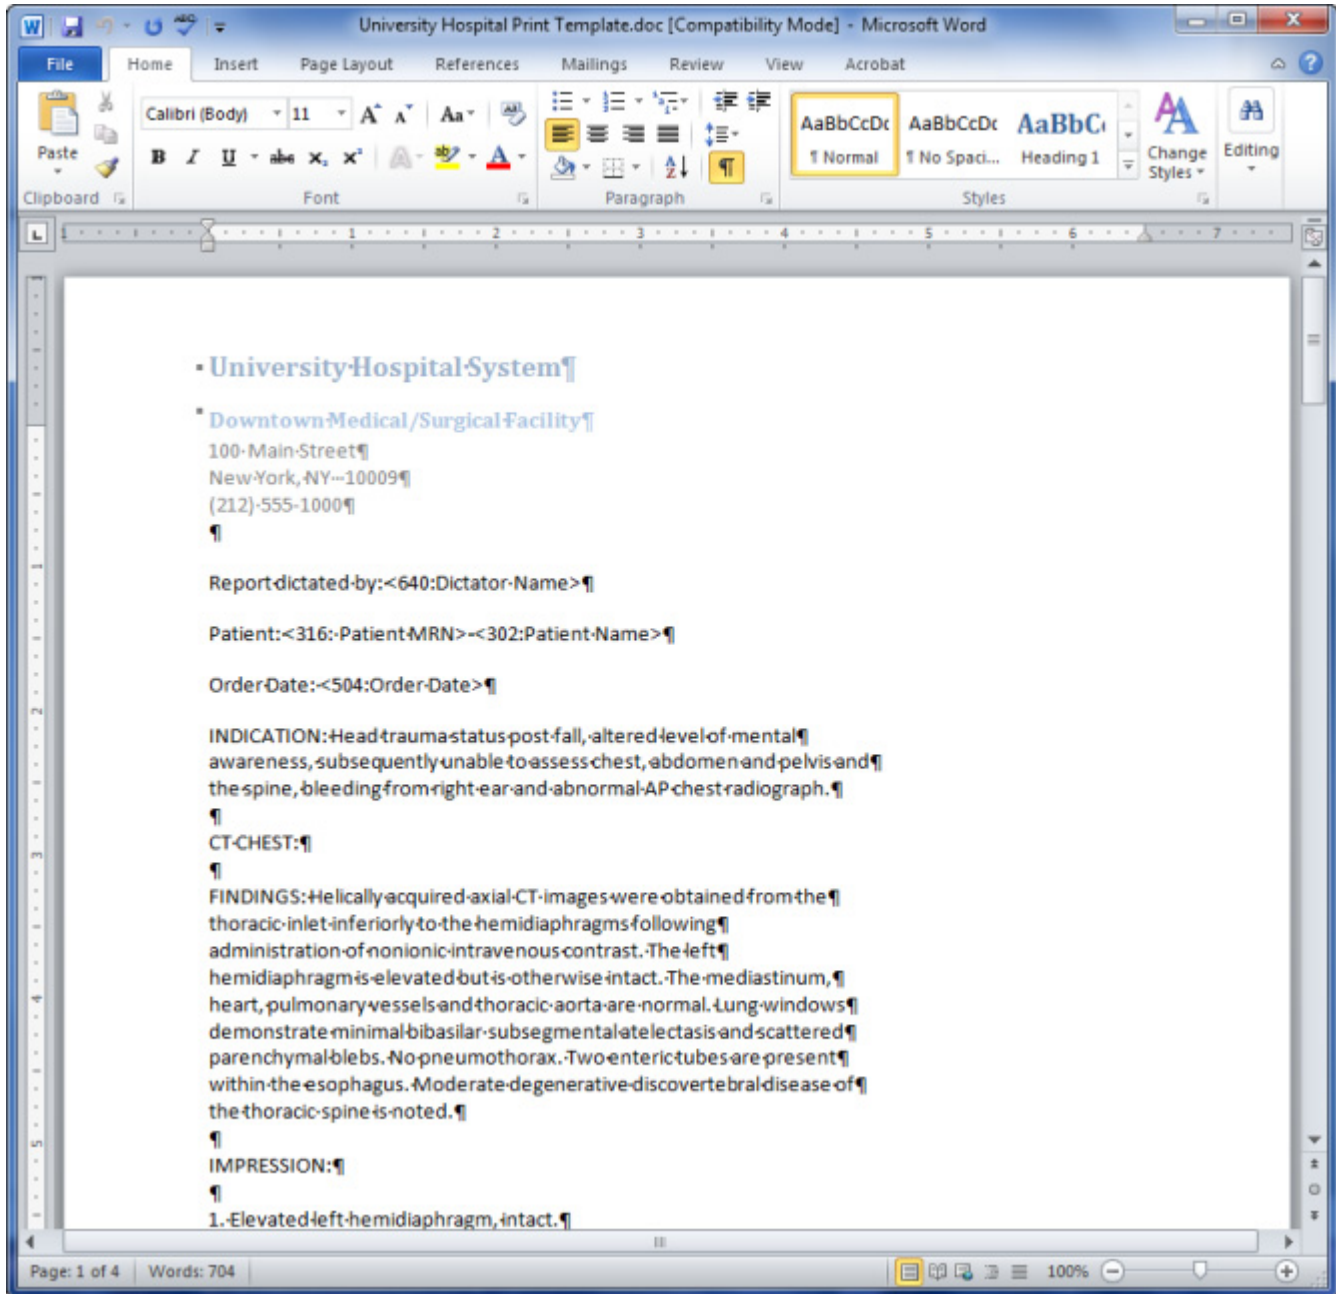 University Hospital Print Template.doc [Compatibility Mode] - Microsoft Word
File Home Insert Page Layout References Mailings Review View Acrobat
Calibri (Body) 11
Paste
AaBbCcDc AaBbCcDc AaBbC
¶ Normal ¶ No Spaci... Heading 1
Change Styles
Editing
Clipboard Font Paragraph Styles
1 1 2 3 4 5 6 7
University·Hospital·System¶
Downtown·Medical/Surgical·Facility¶
100·Main·Street¶
New·York,·NY···10009¶
(212)·555-1000¶
¶
Report·dictated·by:·<640:Dictator·Name>¶
Patient:·<316:·Patient·MRN>·-<302:Patient·Name>¶
Order·Date:·<504:Order·Date>¶
INDICATION:·Head·trauma·status·post·fall,·altered·level·of·mental¶
awareness,·subsequently·unable·to·assess·chest,·abdomen·and·pelvis·and¶
the·spine,·bleeding·from·right·ear·and·abnormal·AP·chest·radiograph.¶
¶
CT·CHEST:¶
¶
FINDINGS:·Helically·acquired·axial·CT·images·were·obtained·from·the¶
thoracic·inlet·inferiorly·to·the·hemidiaphragms·following¶
administration·of·nonionic·intravenous·contrast.·The·left¶
hemidiaphragm·is·elevated·but·is·otherwise·intact.·The·mediastinum,¶
heart,·pulmonary·vessels·and·thoracic·aorta·are·normal.·Lung·windows¶
demonstrate·minimal·bibasilar·subsegmental·atelectasis·and·scattered¶
parenchymal·blebs.·No·pneumothorax.·Two·enteric·tubes·are·present¶
within·the·esophagus.·Moderate·degenerative·discovertebral·disease·of¶
the·thoracic·spine·is·noted.¶
¶
IMPRESSION:¶
¶
1.·Elevated·left·hemidiaphragm,·intact.¶
Page: 1 of 4 Words: 704 100%